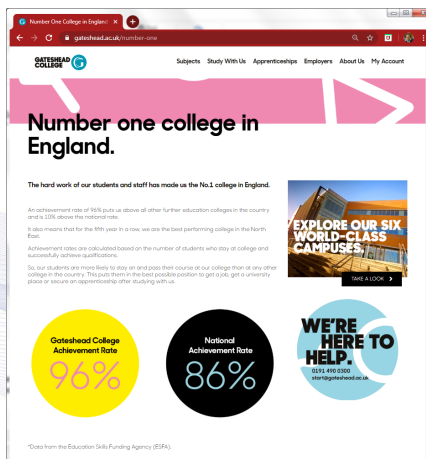 Number One College in England
gateshead.ac.uk/number-one
GATESHEAD
COLLEGE
Subjects Study With Us Apprenticeships Employers About Us My Account
Number one college in
England.
The hard work of our students and staff has made us the No.1 college in England.
An achievement rate of 96% puts us above all other further education colleges in the country
and is 10% above the national rate.
It also means that for the fifth year in a row, we are the best performing college in the North
East.
Achievement rates are calculated based on the number of students who stay at college and
successfully achieve qualifications.
So, our students are more likely to stay on and pass their course at our college than at any other
college in the country. This puts them in the best possible position to get a job, get a university
place or secure an apprenticeship after studying with us.
EXPLORE OUR SIX
WORLD-CLASS
CAMPUSES.
TAKE A LOOK >
Gateshead College
Achievement Rate
96%
National
Achievement Rate
86%
WE'RE
HERE TO
HELP.
0191 490 0300
start@gateshead.ac.uk
*Data from the Education Skills Funding Agency (ESFA).